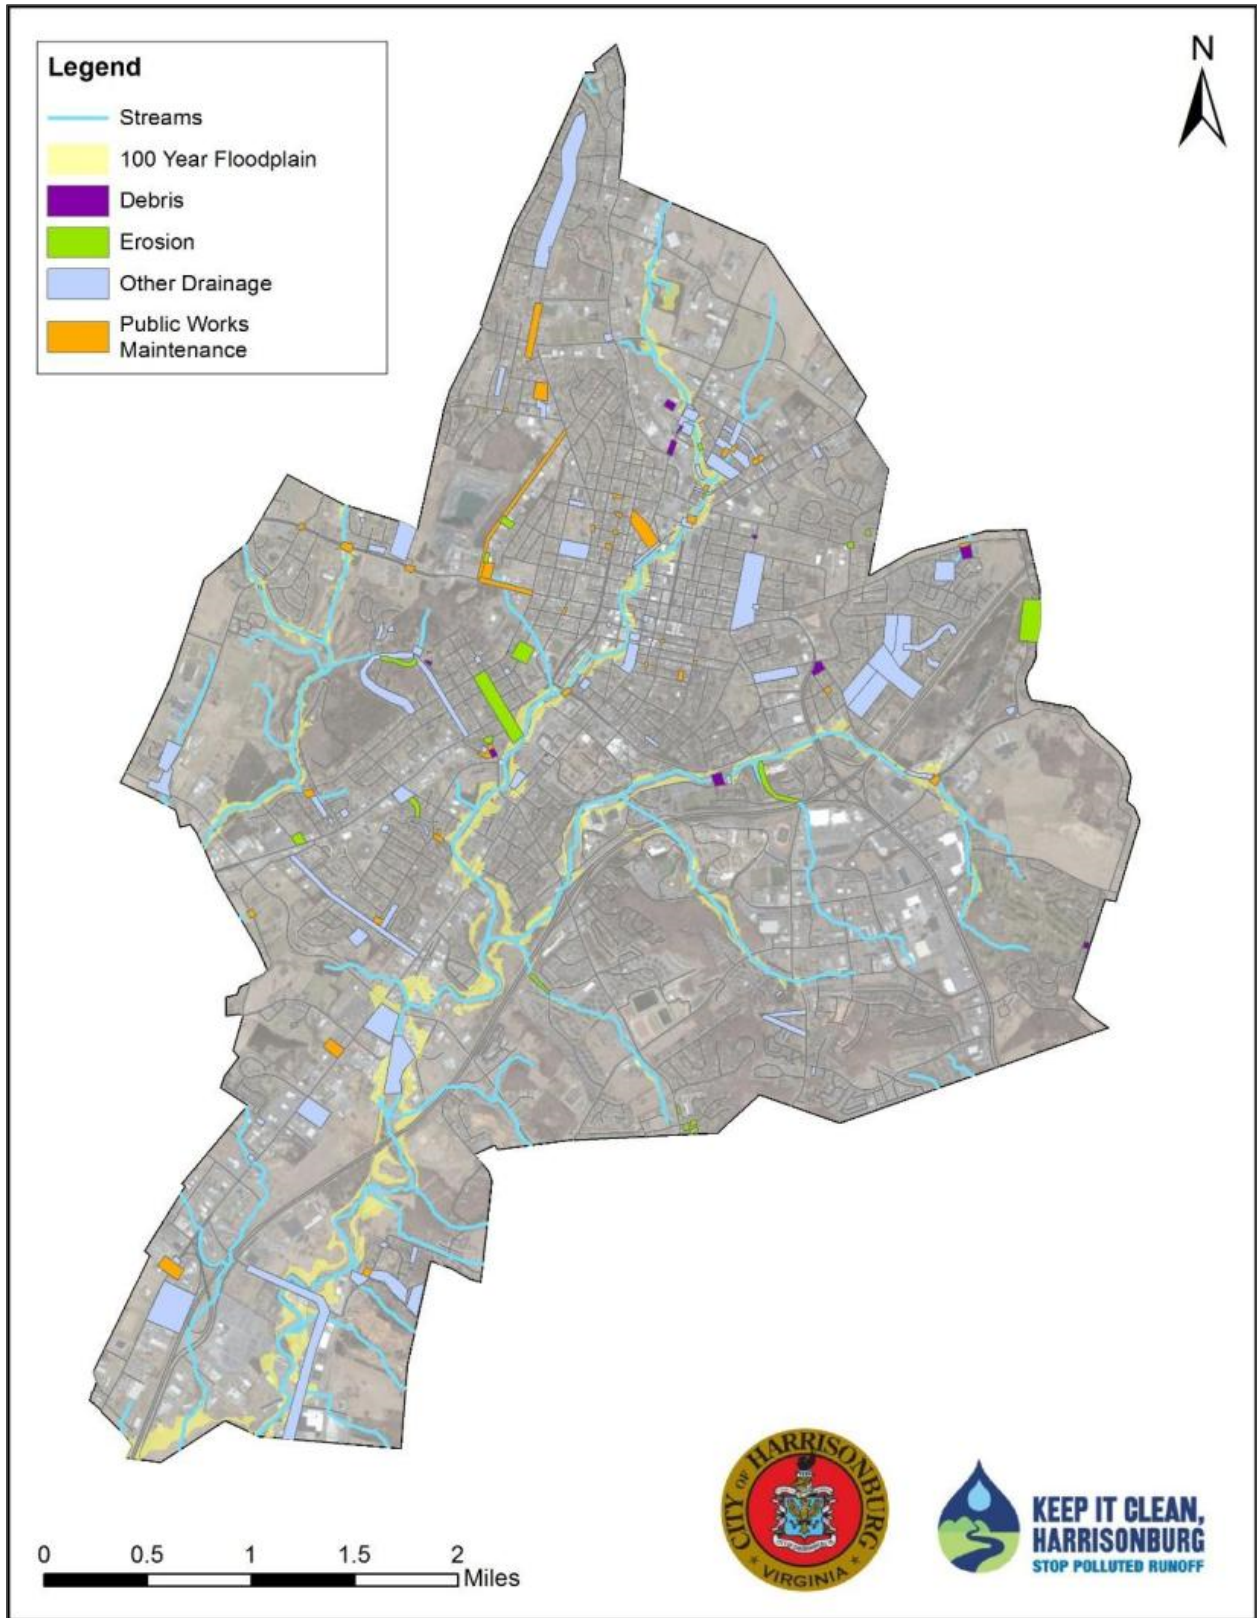 Legend
Streams
100 Year Floodplain
Debris
Erosion
Other Drainage
Public Works
Maintenance
N
0 0.5 1 1.5 2
Miles
CITY OF HARRISONBURG
VIRGINIA
KEEP IT CLEAN,
HARRISONBURG
STOP POLLUTED RUNOFF